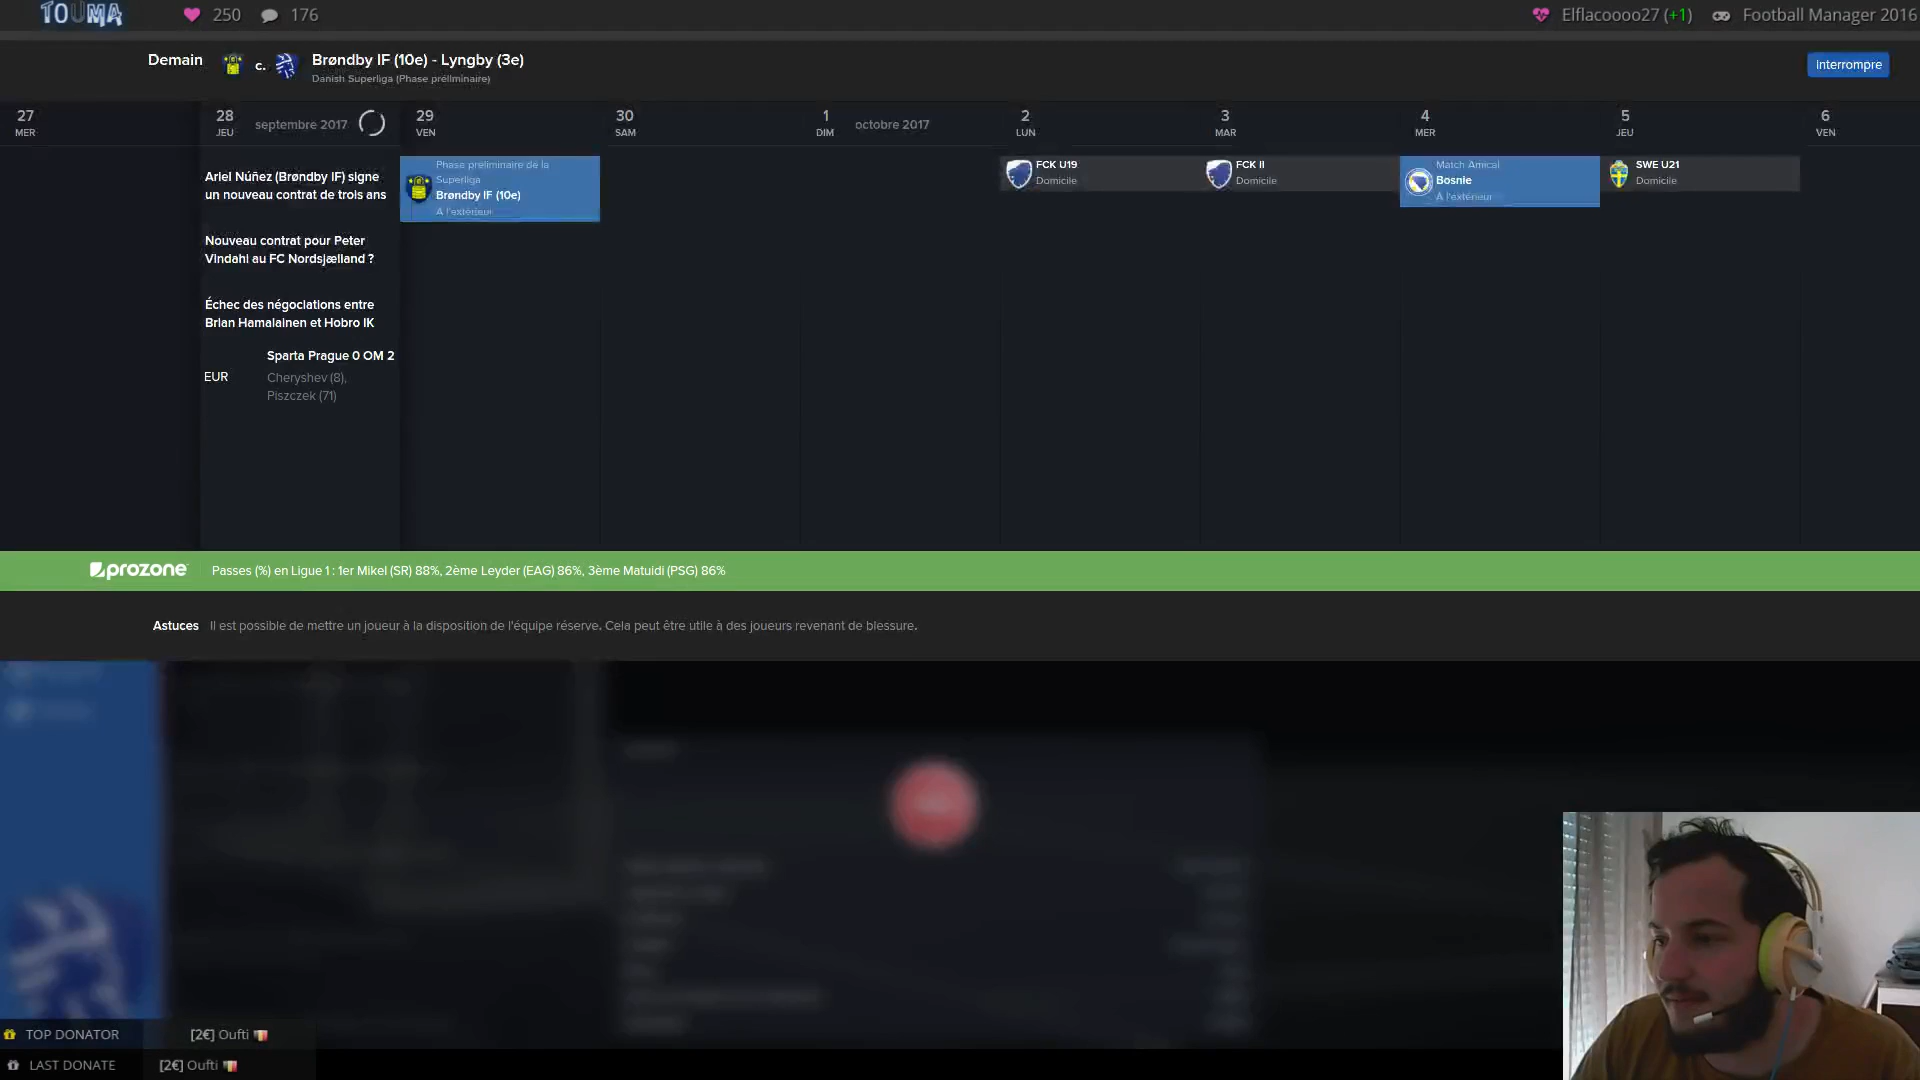 TOUMA 250 176 Elflacoooo27 (+1) Football Manager 2016
Demain c. Brøndby IF (10e) - Lyngby (3e)
Danish Superliga (Phase préliminaire)
Interrompre
27 28 septembre 2017 29 30 1 octobre 2017 2 3 4 5 6
MER JEU VEN SAM DIM LUN MAR MER JEU VEN
Ariel Núñez (Brøndby IF) signe
un nouveau contrat de trois ans
Nouveau contrat pour Peter
Vindahl au FC Nordsjælland ?
Échec des négociations entre
Brian Hamalainen et Hobro IK
Sparta Prague 0 OM 2
EUR
Cheryshev (8),
Piszczek (71)
Phase préliminaire de la
Superliga
Brøndby IF (10e)
À l'extérieur
FCK U19
Domicile
FCK II
Domicile
Match Amical
Bosnie
À l'extérieur
SWE U21
Domicile
prozone Passes (%) en Ligue 1 : 1er Mikel (SR) 88%, 2ème Leyder (EAG) 86%, 3ème Matuidi (PSG) 86%
Astuces Il est possible de mettre un joueur à la disposition de l'équipe réserve. Cela peut être utile à des joueurs revenant de blessure.
TOP DONATOR [2€] Oufti
LAST DONATE [2€] Oufti